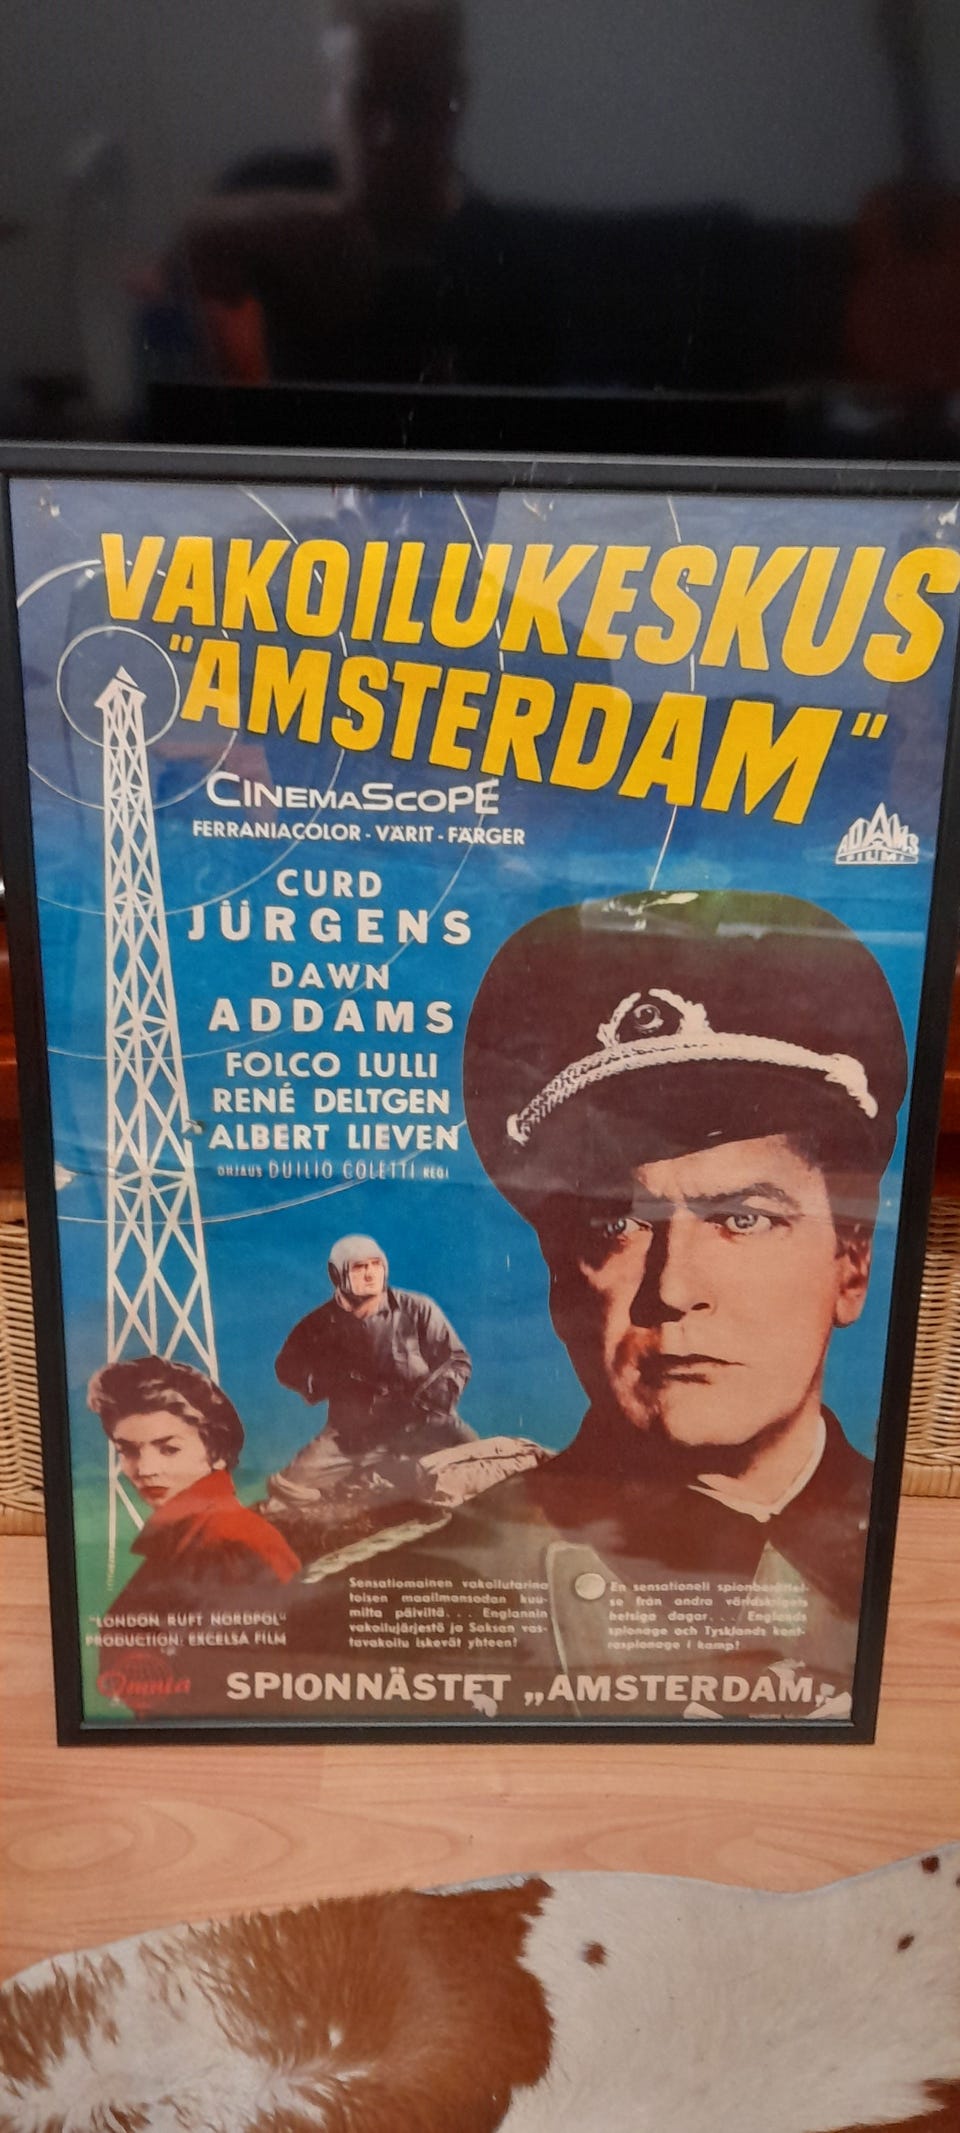 VAKOILUKESKUS
"AMSTERDAM"
CINEMASCOPE
FERRANIACOLOR - VÄRIT - FÄRGER
ADAMS
FILMI
CURD
JÜRGENS
DAWN
ADDAMS
FOLCO LULLI
RENÉ DELTGEN
ALBERT LIEVEN
OHJAUS DUILIO COLETTI REGI
Sensatiomainen vakoilutarina
toisen maailmansodan kuu-
milta päiviltä... Englannin
vakoilujärjestö ja Saksan vas-
tavakoilu iskevät yhteen!
En sensationell spionberättel-
se från andra världskrigets
hetsiga dagar... Englands
spionage och Tysklands kont-
raspionage i kamp!
"LONDON RUFT NORDPOL"
PRODUCTION: EXCELSA FILM
Omnia
SPIONNÄSTET „AMSTERDAM„